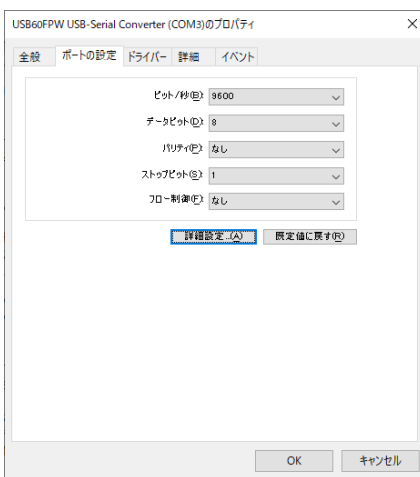 USB60FPW USB-Serial Converter (COM3)のプロパティ
全般 ポートの設定 ドライバー 詳細 イベント
ビット/秒(B): 9600
データ ビット(D): 8
パリティ(P): なし
ストップ ビット(S): 1
フロー制御(F): なし
詳細設定...(A) 既定値に戻す(R)
OK キャンセル